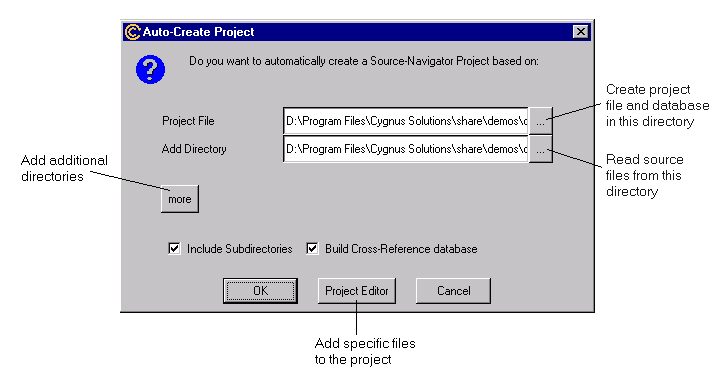 Auto-Create Project
Do you want to automatically create a Source-Navigator Project based on:
Project File
D:\Program Files\Cygnus Solutions\share\demos\c
...
Create project
file and database
in this directory
Add Directory
D:\Program Files\Cygnus Solutions\share\demos\c
...
Read source
files from this
directory
Add additional
directories
more
Include Subdirectories
Build Cross-Reference database
OK
Project Editor
Cancel
Add specific files
to the project